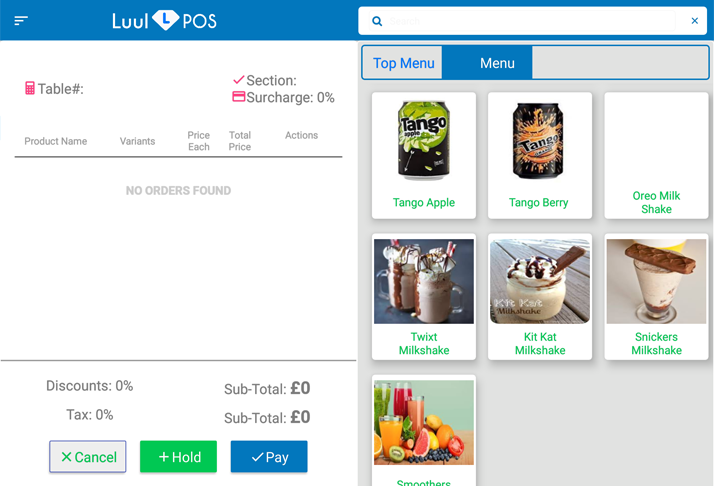 Luul L POS
Table#:
Section:
Surcharge: 0%
Product Name Variants Price Each Total Price Actions
NO ORDERS FOUND
Discounts: 0%
Sub-Total: £0
Tax: 0%
Sub-Total: £0
Cancel
Hold
Pay
Search...
Top Menu
Menu
Tango
apple
Tango Apple
Tango
Tango Berry
Oreo Milk
Shake
Twixt
Milkshake
Kit Kat
Milkshake
Kit Kat
Milkshake
Snickers
Milkshake
Smoothers